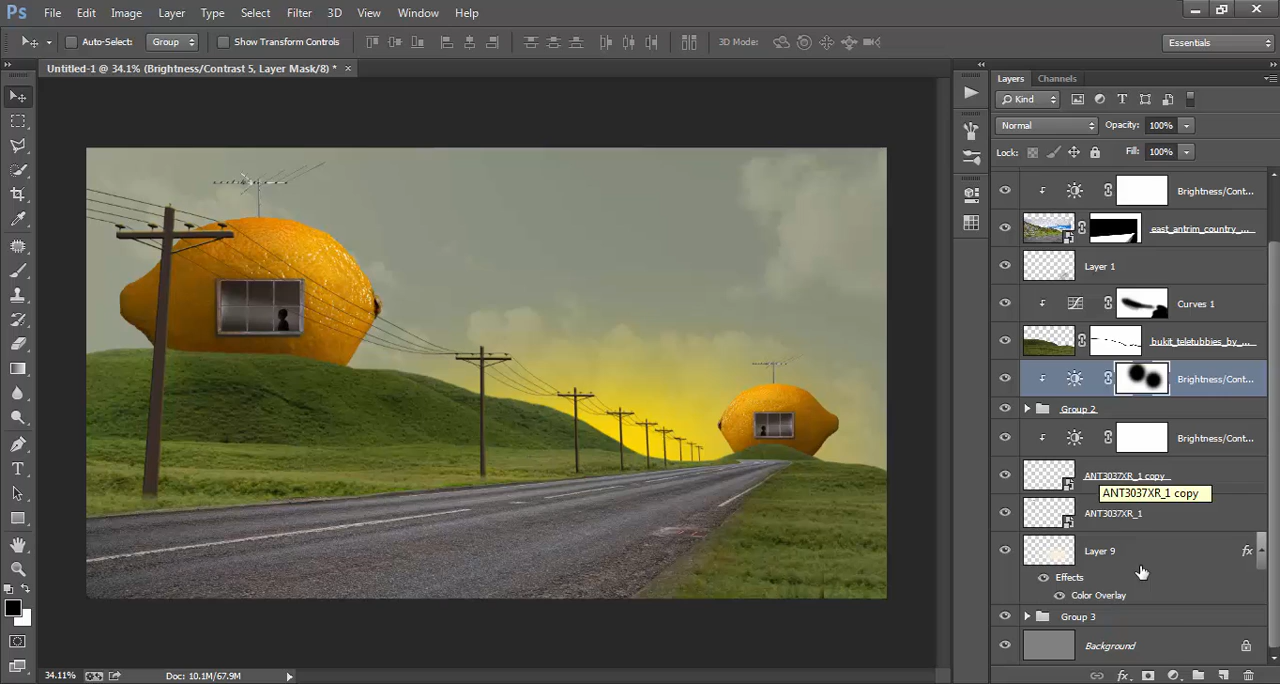 Ps File Edit Image Layer Type Select Filter 3D View Window Help
Auto-Select: Group Show Transform Controls 3D Mode: Essentials
Untitled-1 @ 34.1% (Brightness/Contrast 5, Layer Mask/8) * ×
Layers Channels
Kind
Normal Opacity: 100%
Lock: Fill: 100%
Brightness/Cont...
east_antrim_country_...
Layer 1
Curves 1
bukit_teletubbies_by_...
Brightness/Cont...
Group 2
Brightness/Cont...
ANT3037XR_1 copy
ANT3037XR_1 copy
ANT3037XR_1
Layer 9 fx
Effects
Color Overlay
Group 3
Background
34.11% Doc: 10.1M/67.9M
fx